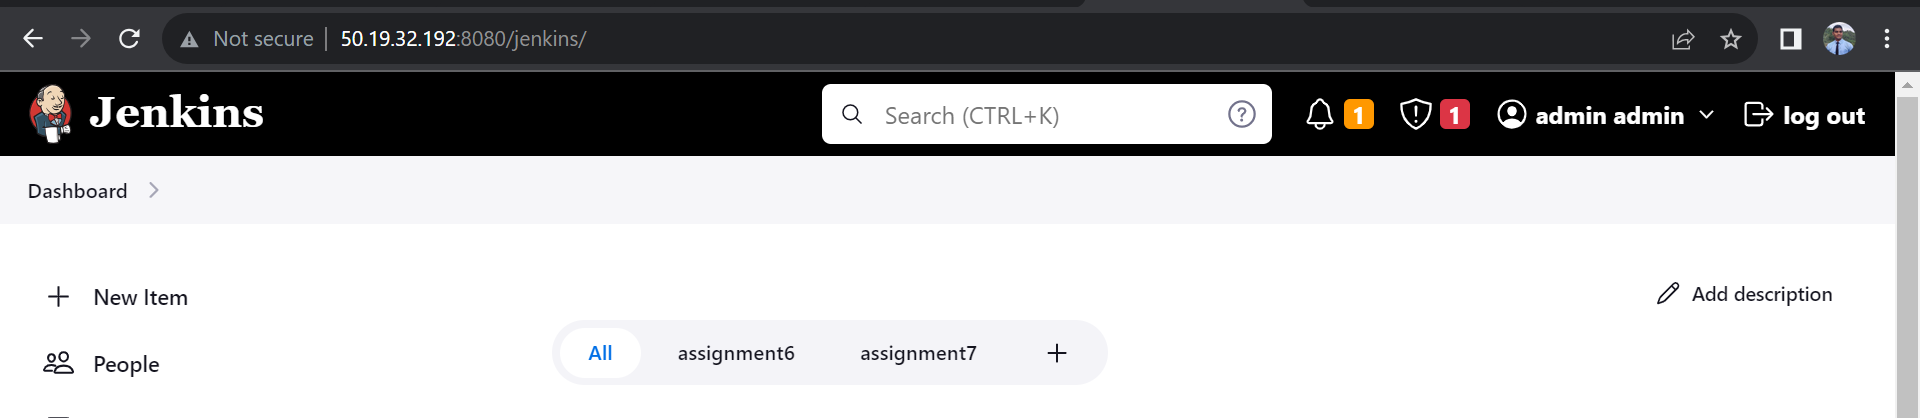 Not secure 50.19.32.192:8080/jenkins/
Jenkins Search (CTRL+K) ? 1 1 admin admin log out
Dashboard
New Item
Add description
All assignment6 assignment7
People